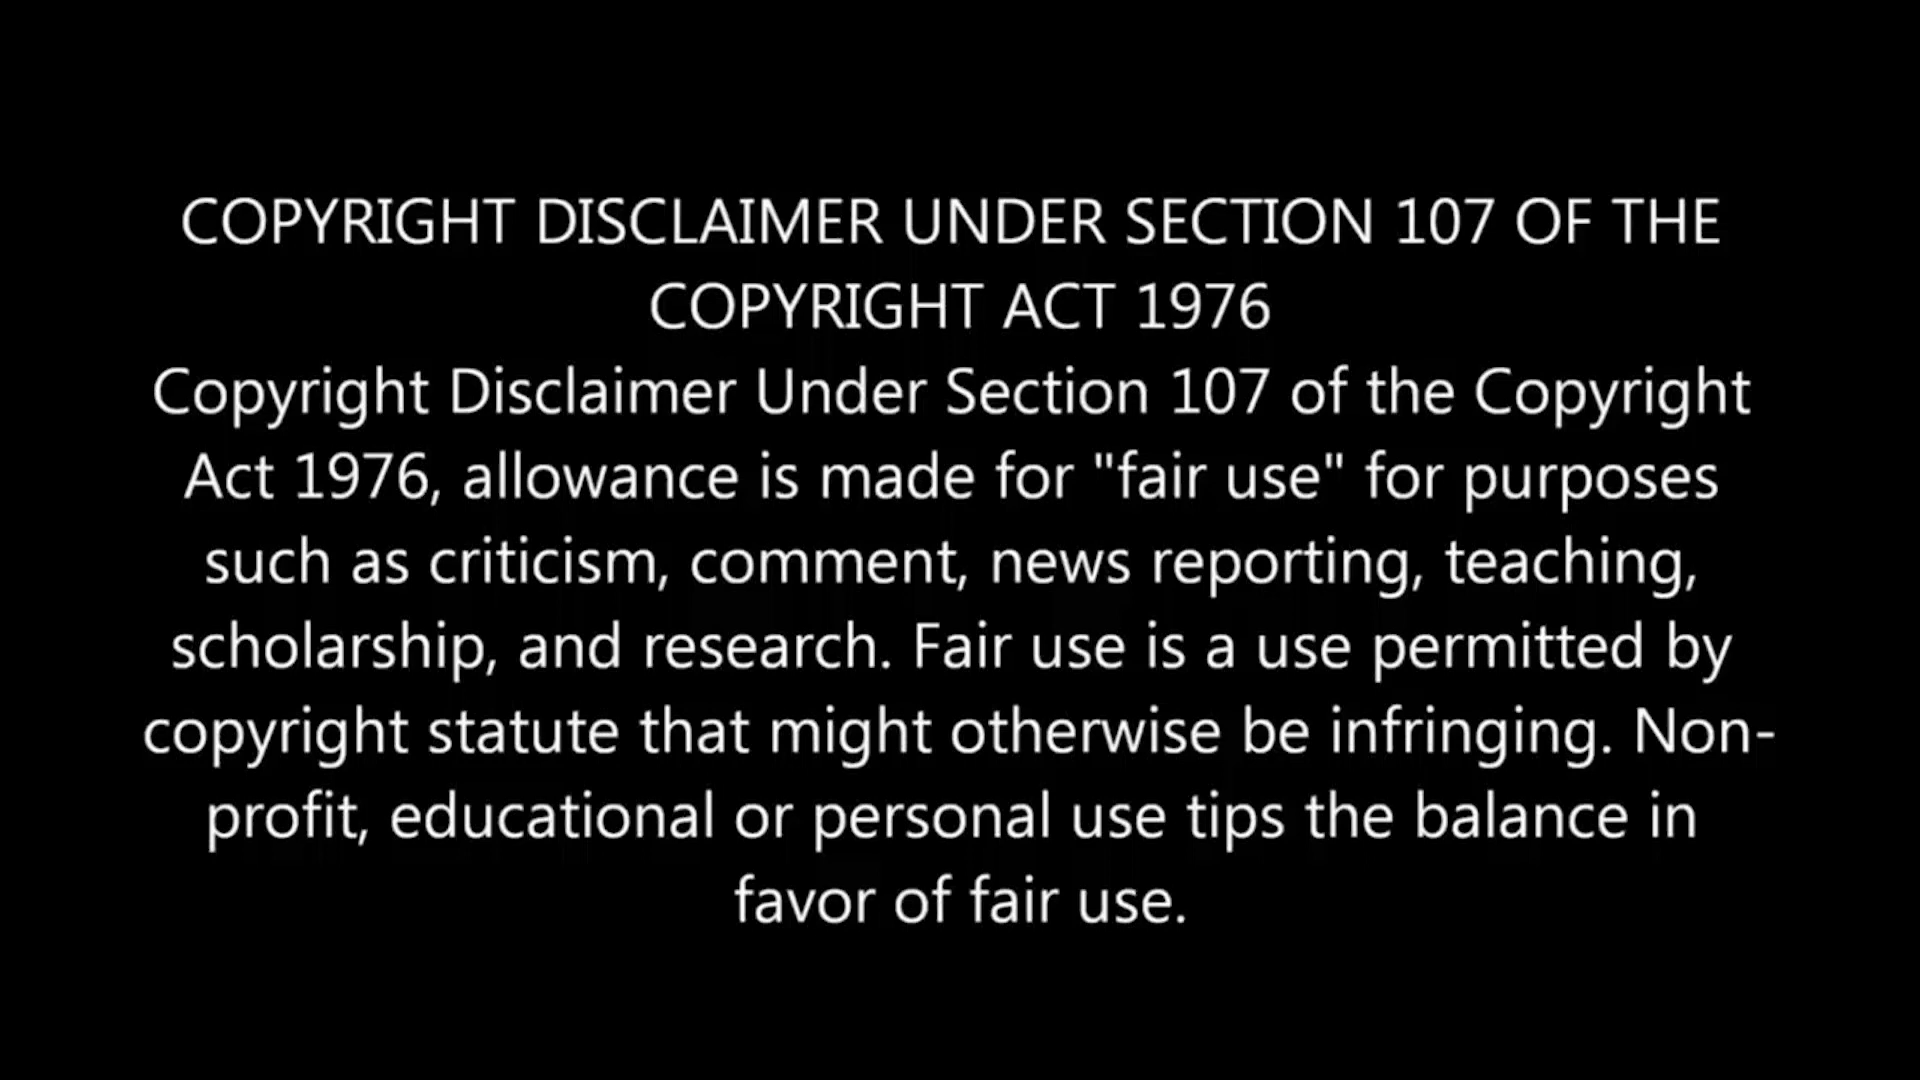 COPYRIGHT DISCLAIMER UNDER SECTION 107 OF THE
COPYRIGHT ACT 1976
Copyright Disclaimer Under Section 107 of the Copyright
Act 1976, allowance is made for "fair use" for purposes
such as criticism, comment, news reporting, teaching,
scholarship, and research. Fair use is a use permitted by
copyright statute that might otherwise be infringing. Non-
profit, educational or personal use tips the balance in
favor of fair use.